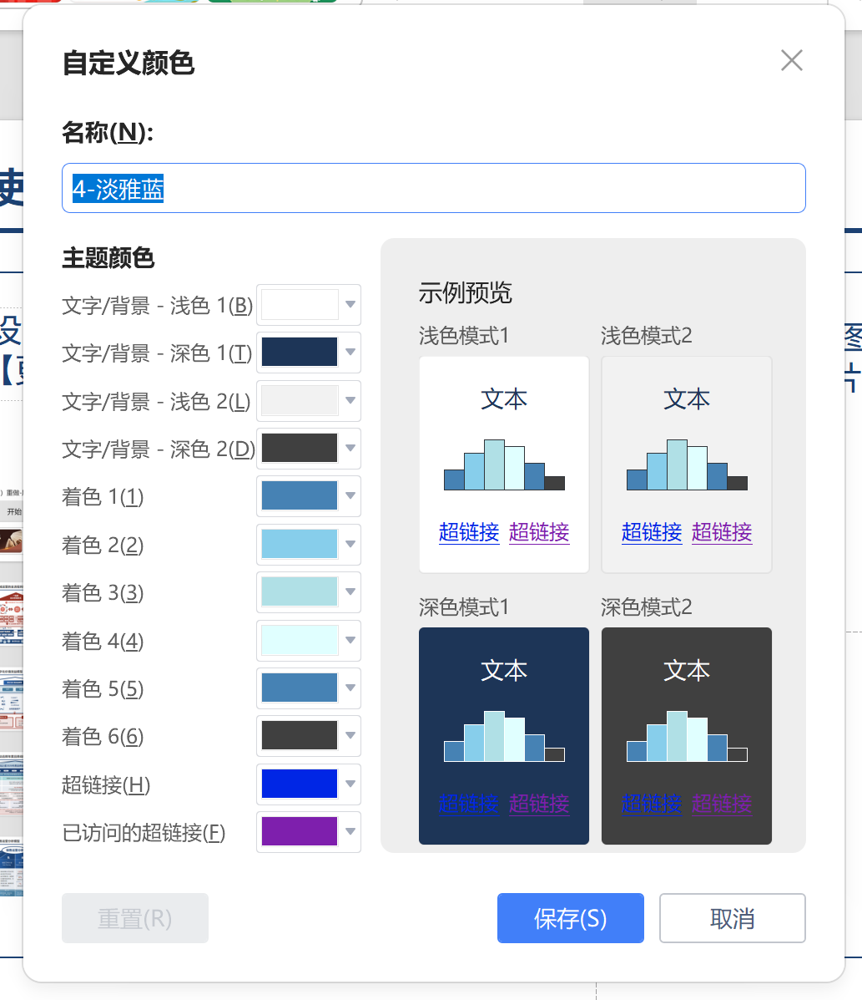 自定义颜色
名称(N):
4-淡雅蓝
主题颜色
文字/背景 - 浅色 1(B)
文字/背景 - 深色 1(T)
文字/背景 - 浅色 2(L)
文字/背景 - 深色 2(D)
着色 1(1)
着色 2(2)
着色 3(3)
着色 4(4)
着色 5(5)
着色 6(6)
超链接(H)
已访问的超链接(F)
示例预览
浅色模式1 浅色模式2
文本 文本
超链接 超链接 超链接 超链接
深色模式1 深色模式2
文本 文本
超链接 超链接 超链接 超链接
重置(R) 保存(S) 取消
开始